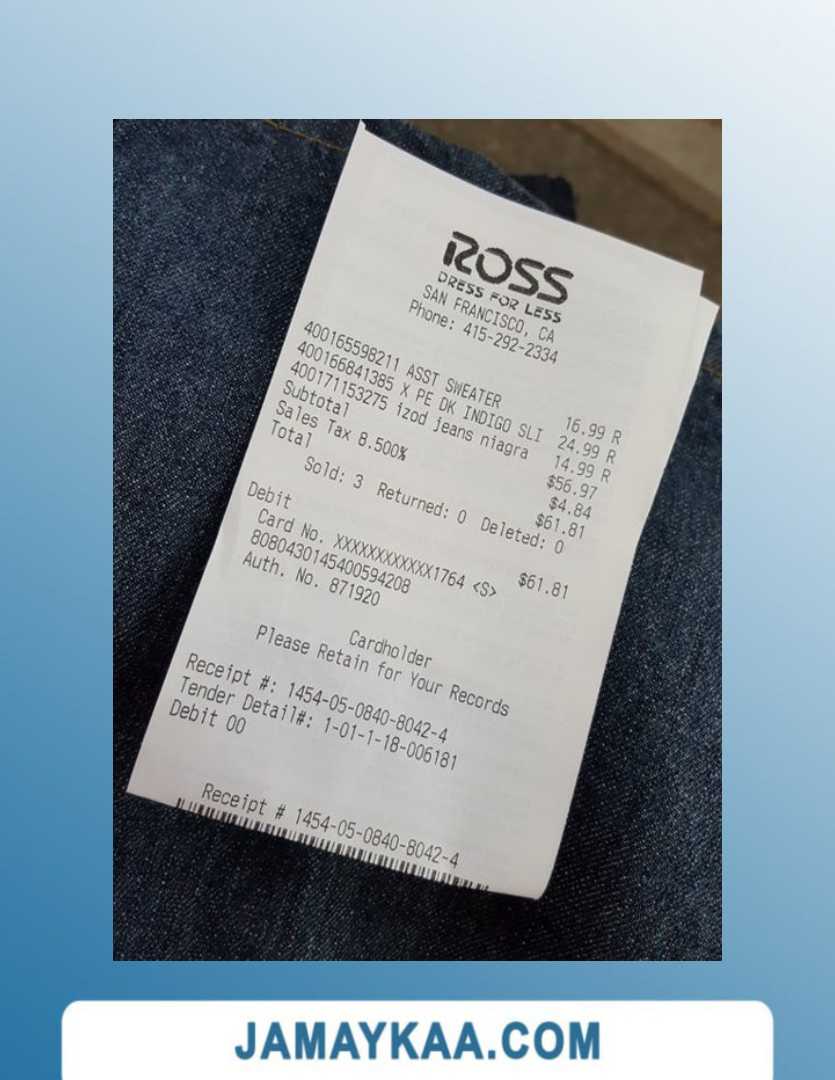 ROSS
DRESS FOR LESS
SAN FRANCISCO, CA
Phone: 415-292-2334
400165598211 ASST SWEATER 16.99 R
400166841385 X PE DK INDIGO SLI 24.99 R
400171153275 izod jeans niagra 14.99 R
Subtotal $56.97
Sales Tax 8.500% $4.84
Total $61.81
Sold: 3 Returned: 0 Deleted: 0
Debit $61.81
Card No. XXXXXXXXXXXX1764 <S>
8080430145400594208
Auth. No. 871920
Cardholder
Please Retain for Your Records
Receipt #: 1454-05-0840-8042-4
Tender Detail#: 1-01-1-18-006181
Debit 00
Receipt # 1454-05-0840-8042-4
JAMAYKAA.COM